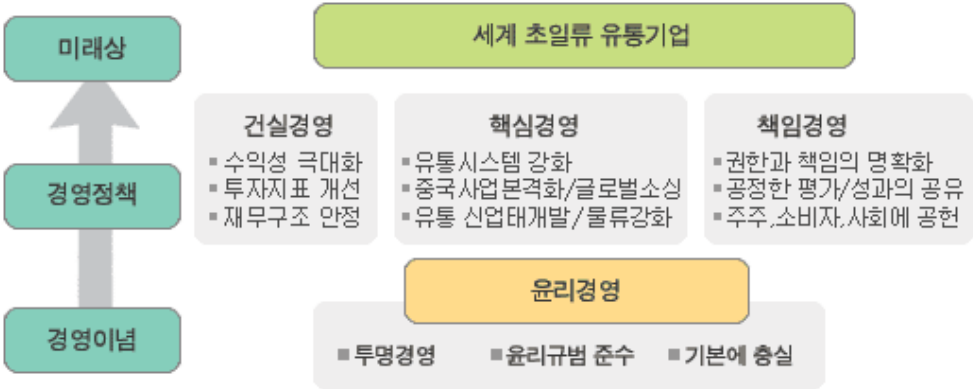 미래상
세계 초일류 유통기업
경영정책
건실경영
▪수익성 극대화
▪투자지표 개선
▪재무구조 안정
핵심경영
▪유통시스템 강화
▪중국사업본격화/글로벌소싱
▪유통 신업태개발/물류강화
책임경영
▪권한과 책임의 명확화
▪공정한 평가/성과의 공유
▪주주,소비자,사회에 공헌
경영이념
윤리경영
▪투명경영 ▪윤리규범 준수 ▪기본에 충실